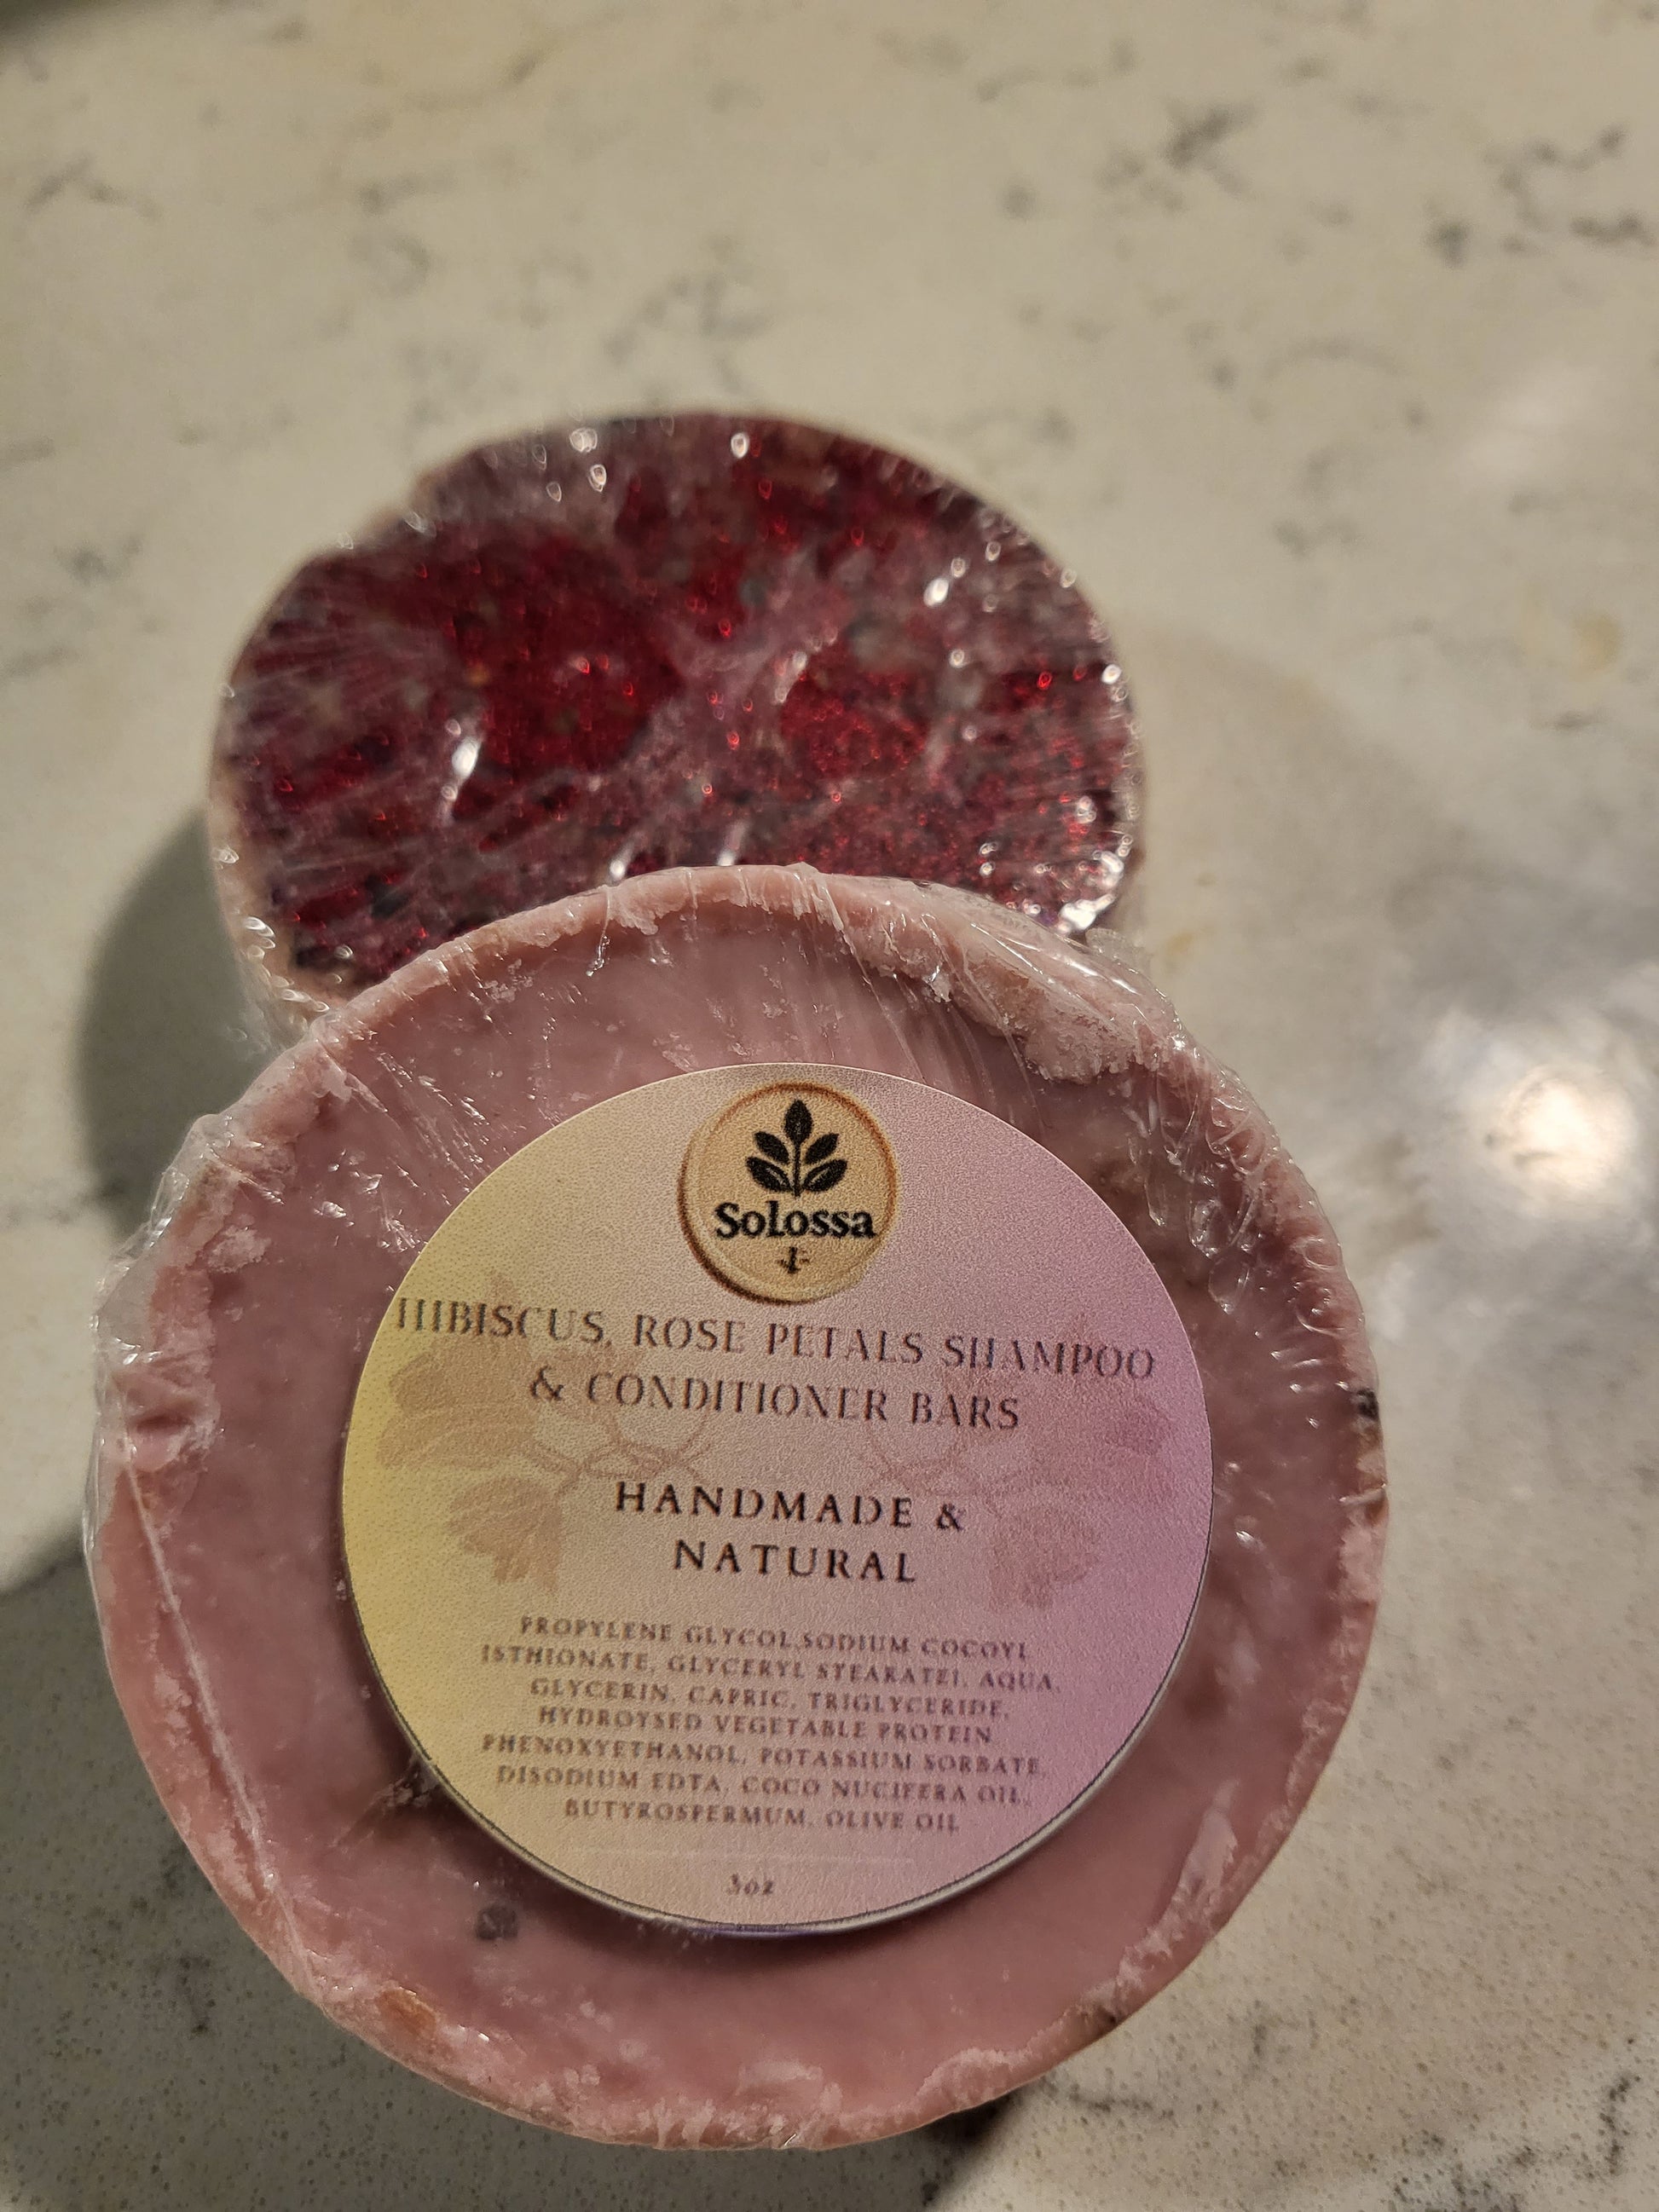 Solossa
HIBISCUS, ROSE PETALS SHAMPOO
& CONDITIONER BARS
HANDMADE &
NATURAL
PROPYLENE GLYCOL,SODIUM COCOYL
ISTHIONATE, GLYCERYL STEARATEI, AQUA,
GLYCERIN, CAPRIC, TRIGLYCERIDE,
HYDROYSED VEGETABLE PROTEIN
PHENOXYETHANOL, POTASSIUM SORBATE,
DISODIUM EDTA, COCO NUCIFERA OIL,
BUTYROSPERMUM, OLIVE OIL
3oz